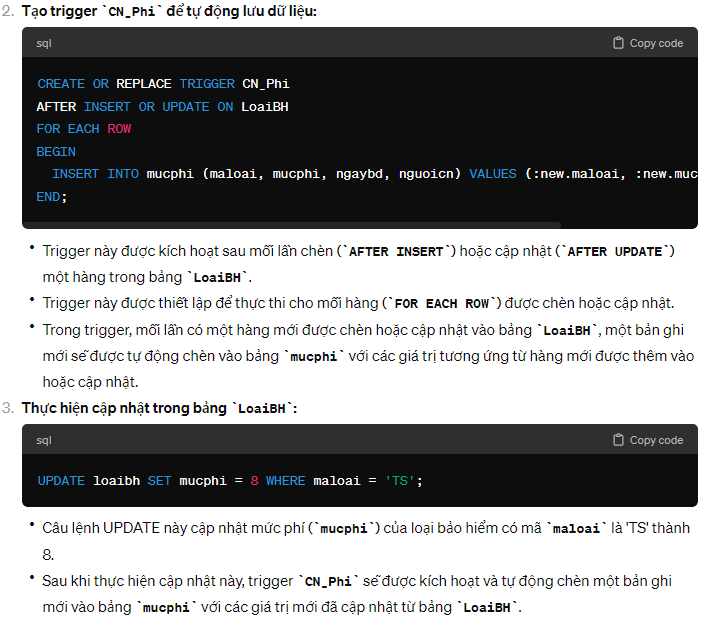 2. Tạo trigger `CN_Phi` để tự động lưu dữ liệu:
sql
Copy code
CREATE OR REPLACE TRIGGER CN_Phi
AFTER INSERT OR UPDATE ON LoaiBH
FOR EACH ROW
BEGIN
INSERT INTO mucphi (maloai, mucphi, ngaybd, nguoicn) VALUES (:new.maloai, :new.muc
END;
• Trigger này được kích hoạt sau mỗi lần chèn (`AFTER INSERT`) hoặc cập nhật (`AFTER UPDATE`)
một hàng trong bảng `LoaiBH`.
• Trigger này được thiết lập để thực thi cho mỗi hàng (`FOR EACH ROW`) được chèn hoặc cập nhật.
• Trong trigger, mỗi lần có một hàng mới được chèn hoặc cập nhật vào bảng `LoaiBH`, một bản ghi
mới sẽ được tự động chèn vào bảng `mucphi` với các giá trị tương ứng từ hàng mới được thêm vào
hoặc cập nhật.
3. Thực hiện cập nhật trong bảng `LoaiBH`:
sql
Copy code
UPDATE loaibh SET mucphi = 8 WHERE maloai = 'TS';
• Câu lệnh UPDATE này cập nhật mức phí (`mucphi`) của loại bảo hiểm có mã `maloai` là 'TS' thành
8.
• Sau khi thực hiện cập nhật này, trigger `CN_Phi` sẽ được kích hoạt và tự động chèn một bản ghi
mới vào bảng `mucphi` với các giá trị mới đã cập nhật từ bảng `LoaiBH`.